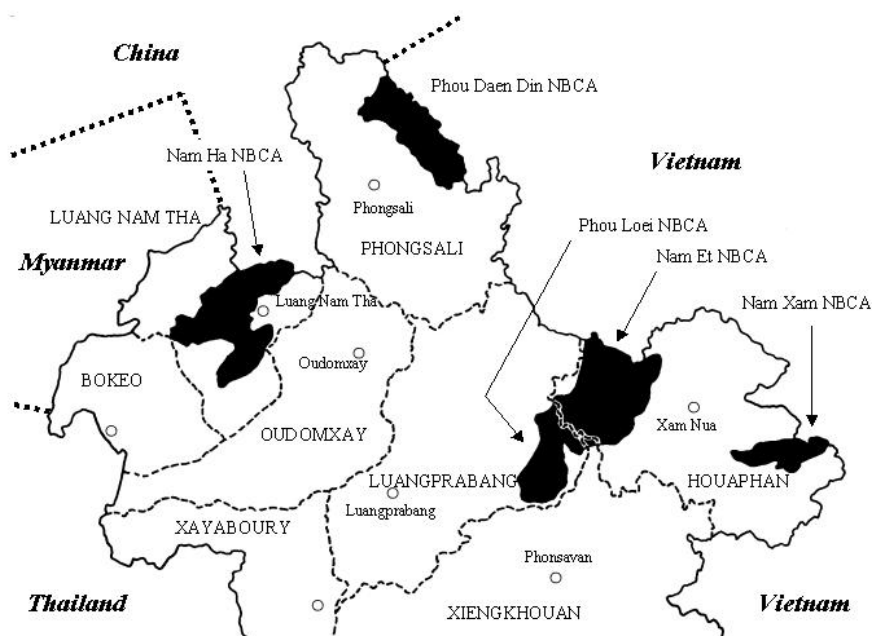 China
Phou Daen Din NBCA
Nam Ha NBCA
Vietnam
Phongsali
LUANG NAM THA
Phou Loei NBCA
PHONGSALI
Nam Et NBCA
Myanmar
Luang Nam Tha
Nam Xam NBCA
Oudomxay
BOKEO
Xam Nua
OUDOMXAY
LUANGPRABANG
HOUAPHAN
Luangprabang
XAYABOURY
Phonsavan
Thailand
XIENGKHOUAN
Vietnam